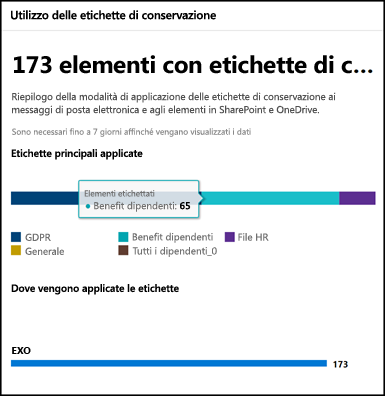 Utilizzo delle etichette di conservazione
173 elementi con etichette di c...
Riepilogo della modalità di applicazione delle etichette di conservazione ai
messaggi di posta elettronica e agli elementi in SharePoint e OneDrive.
Sono necessari fino a 7 giorni affinché vengano visualizzati i dati
Etichette principali applicate
Elementi etichettati
Benefit dipendenti: 65
GDPR
Benefit dipendenti
File HR
Generale
Tutti i dipendenti_0
Dove vengono applicate le etichette
EXO
173